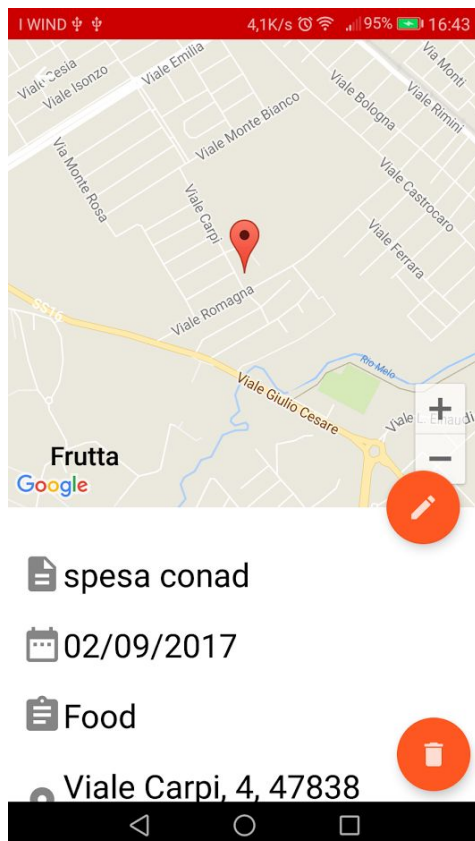 I WIND 4,1K/s 95% 16:43
Viale Cesia
Viale Isonzo
Viale Emilia
Via Monti
Viale Rimini
Viale Bologna
Viale Monte Bianco
Via Monte Rosa
Viale Carpi
Viale Castrocaro
Viale Ferrara
Viale Romagna
SS16
Viale Giulio Cesare
Rio Melo
Viale L. Einaudi
+
−
Frutta
Google
spesa conad
02/09/2017
Food
Viale Carpi, 4, 47838